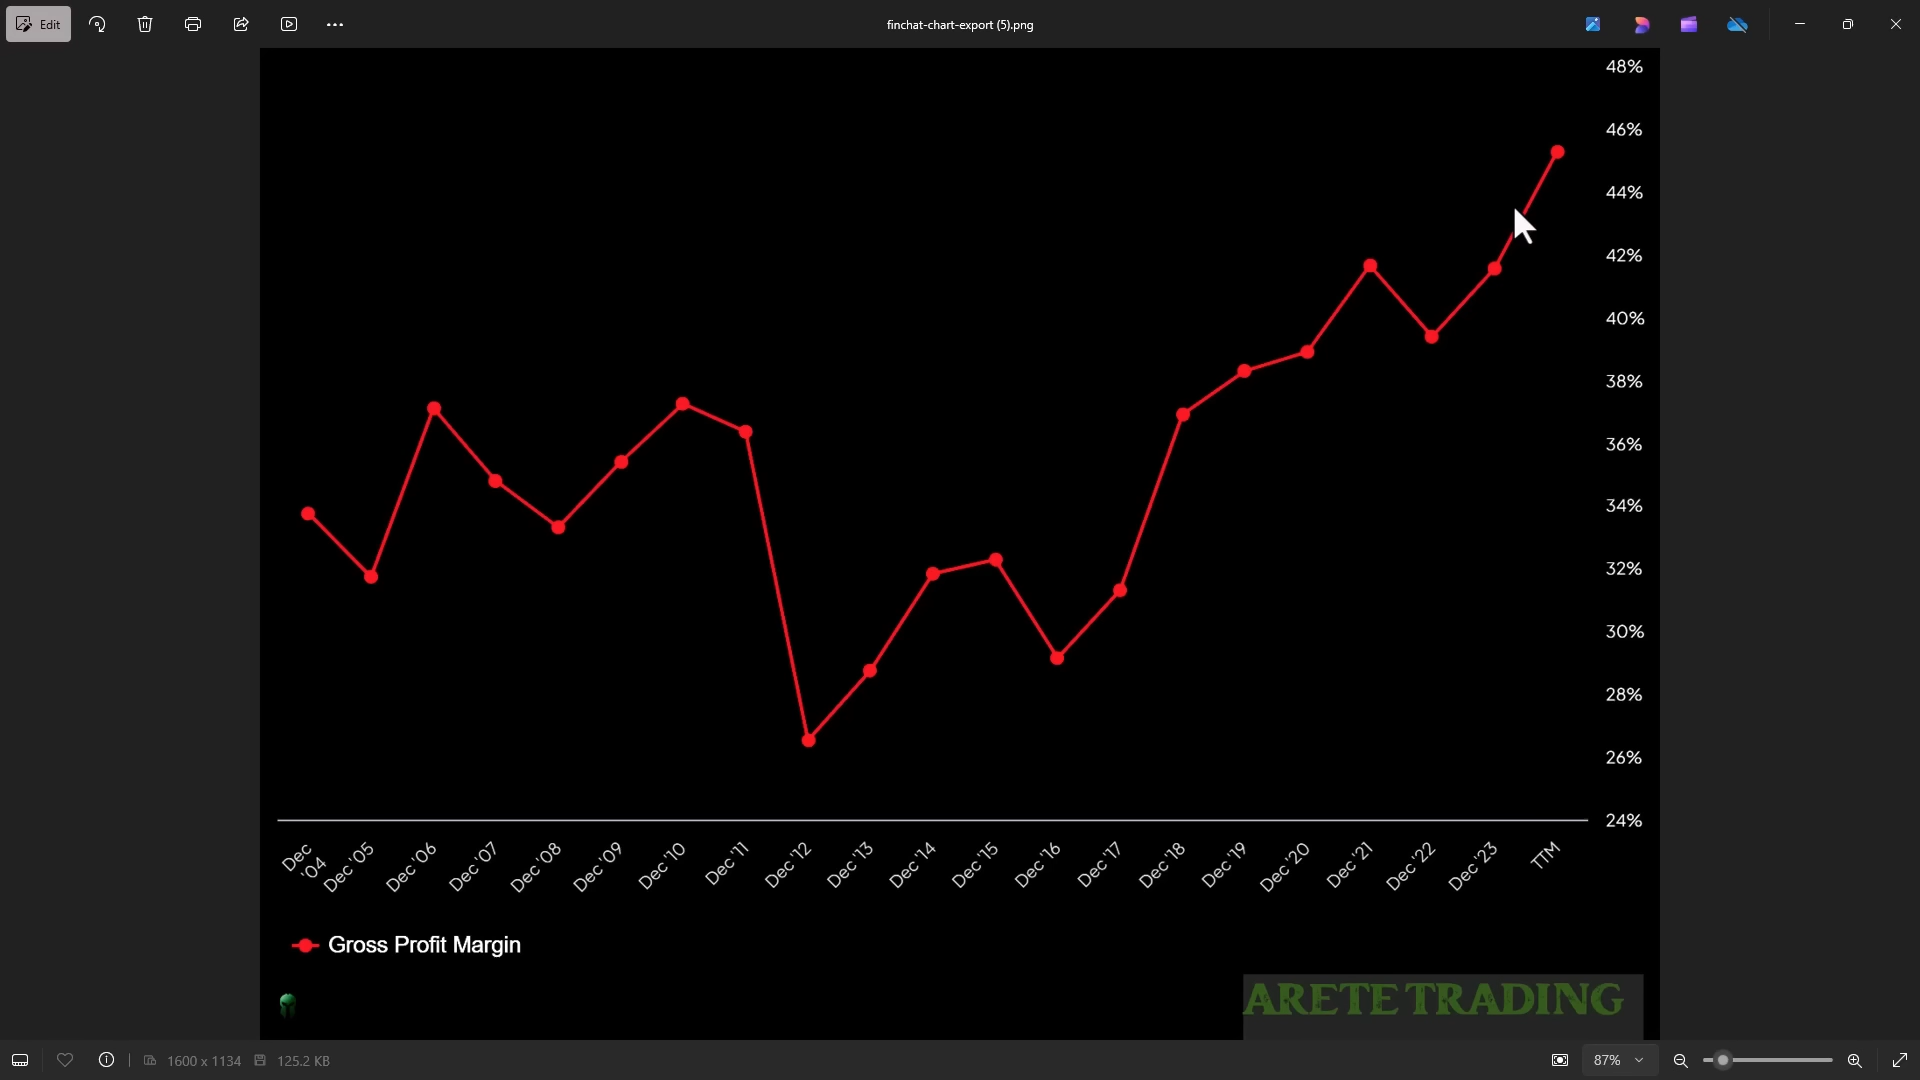 Edit
finchat-chart-export (5).png
48%
46%
44%
42%
40%
38%
36%
34%
32%
30%
28%
26%
24%
Dec '04
Dec '05
Dec '06
Dec '07
Dec '08
Dec '09
Dec '10
Dec '11
Dec '12
Dec '13
Dec '14
Dec '15
Dec '16
Dec '17
Dec '18
Dec '19
Dec '20
Dec '21
Dec '22
Dec '23
TTM
Gross Profit Margin
ARETE TRADING
1600 x 1134
125.2 KB
87%